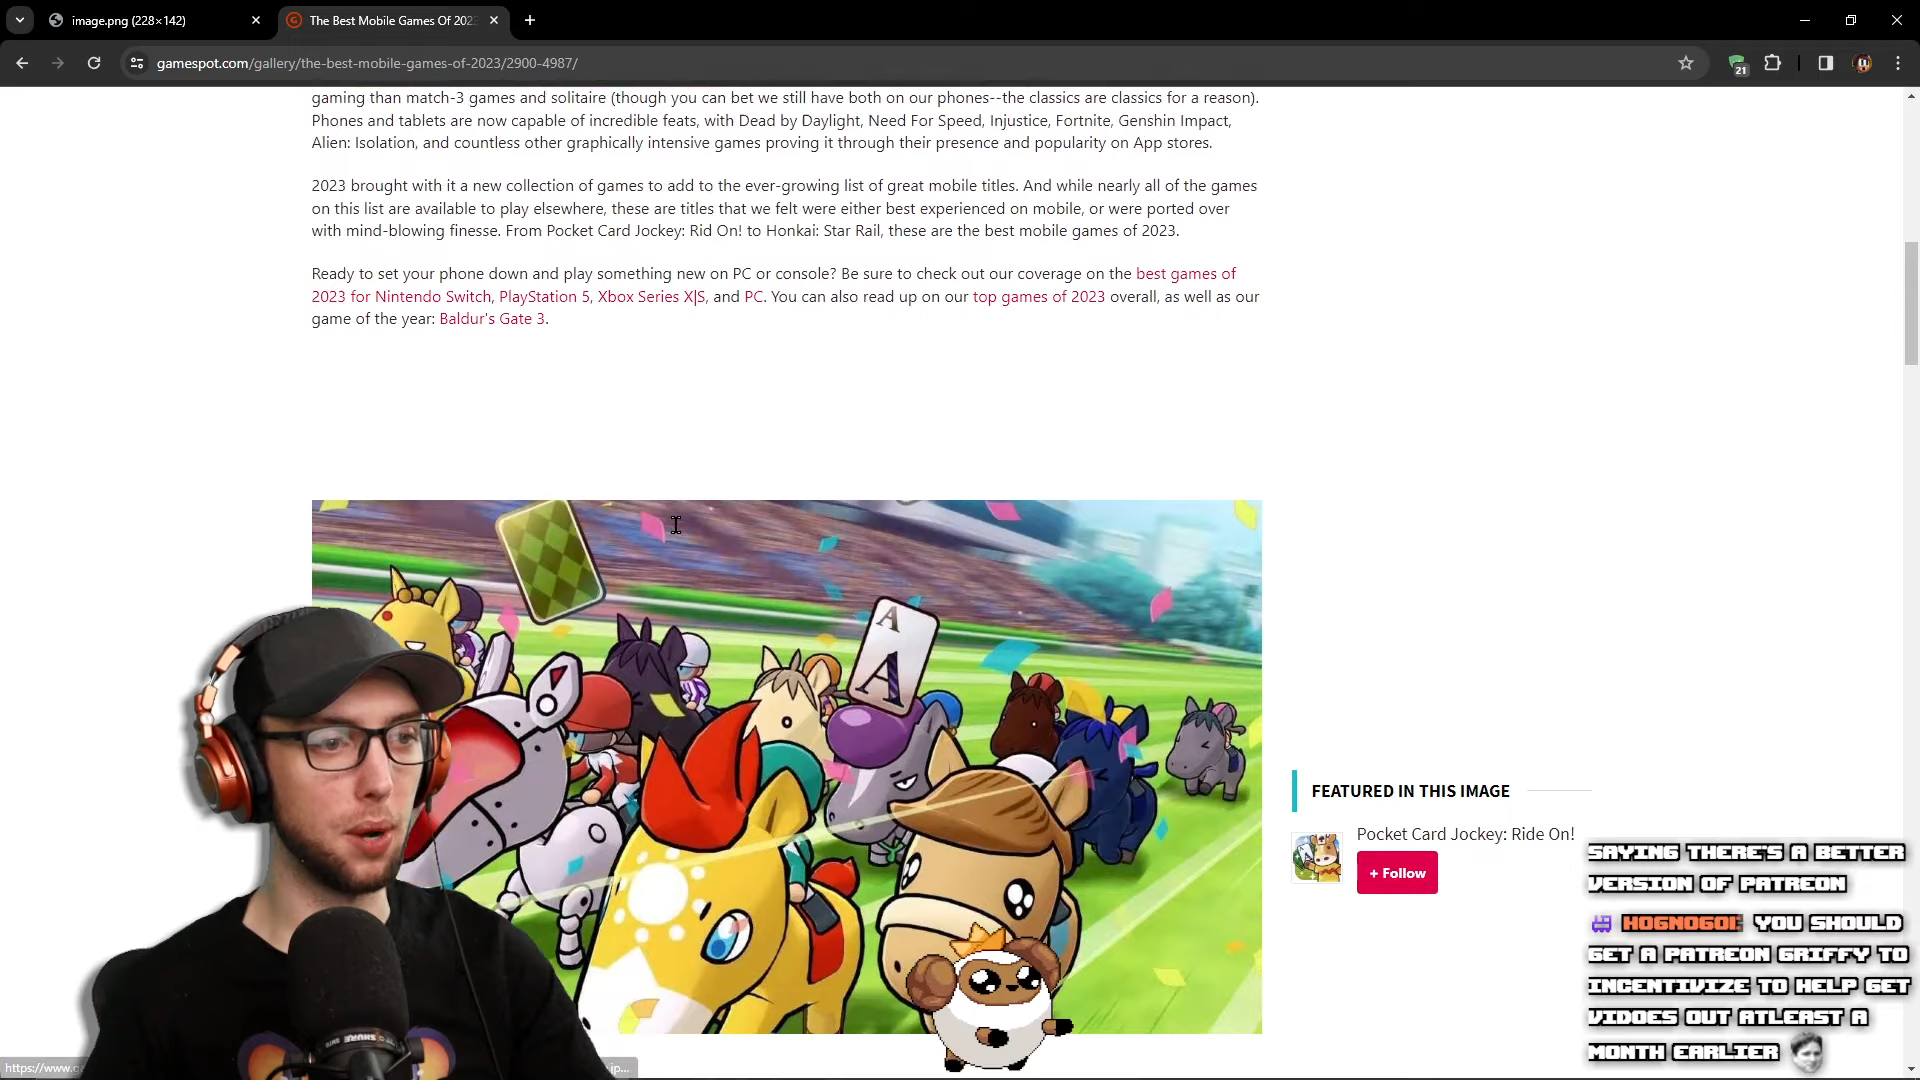 image.png (228×142)
The Best Mobile Games Of 202
gamespot.com/gallery/the-best-mobile-games-of-2023/2900-4987/
21
gaming than match-3 games and solitaire (though you can bet we still have both on our phones--the classics are classics for a reason).
Phones and tablets are now capable of incredible feats, with Dead by Daylight, Need For Speed, Injustice, Fortnite, Genshin Impact,
Alien: Isolation, and countless other graphically intensive games proving it through their presence and popularity on App stores.
2023 brought with it a new collection of games to add to the ever-growing list of great mobile titles. And while nearly all of the games
on this list are available to play elsewhere, these are titles that we felt were either best experienced on mobile, or were ported over
with mind-blowing finesse. From Pocket Card Jockey: Rid On! to Honkai: Star Rail, these are the best mobile games of 2023.
Ready to set your phone down and play something new on PC or console? Be sure to check out our coverage on the best games of
2023 for Nintendo Switch, PlayStation 5, Xbox Series X|S, and PC. You can also read up on our top games of 2023 overall, as well as our
game of the year: Baldur's Gate 3.
A
A
FEATURED IN THIS IMAGE
Pocket Card Jockey: Ride On!
+ Follow
SAYING THERE'S A BETTER
VERSION OF PATREON
HOGNOGOI: YOU SHOULD
GET A PATREON GRIFFY TO
INCENTIVIZE TO HELP GET
VIDOES OUT ATLEAST A
MONTH EARLIER
SHURE